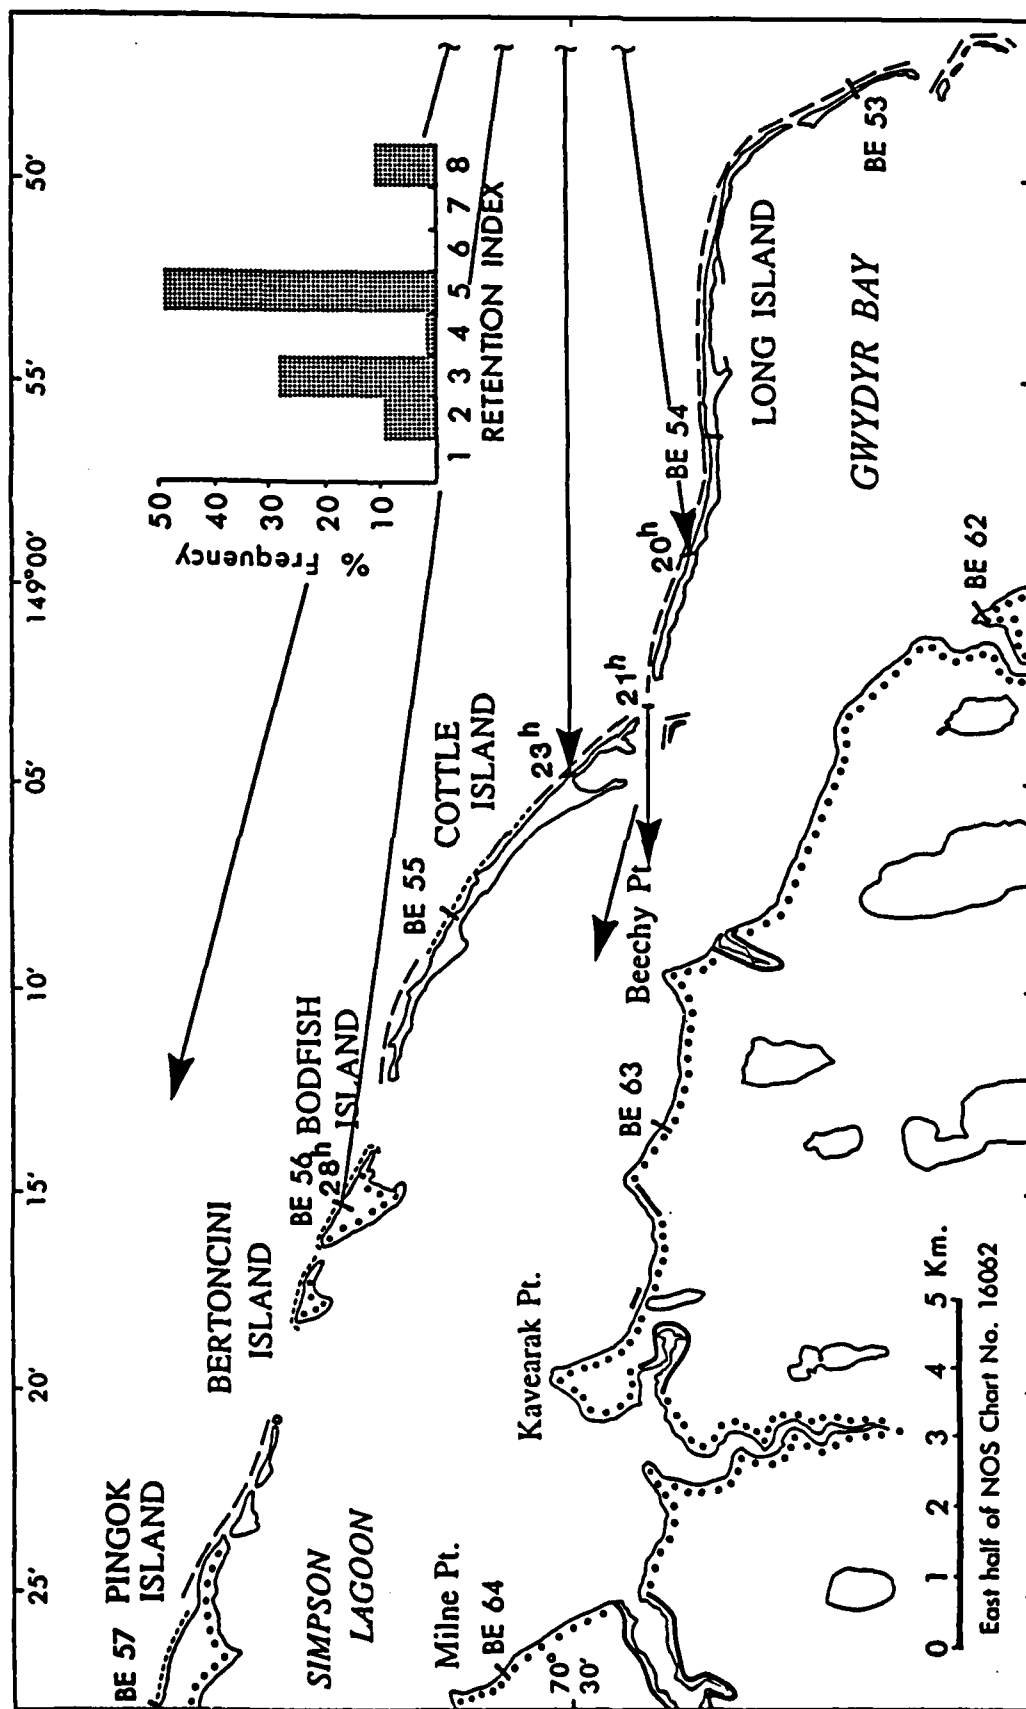 BE 57
PINGOK
ISLAND
BERTONCINI
ISLAND
BE 56
28h
BODFISH
ISLAND
BE 55
COTTLE
ISLAND
23h
21h
20h
BE 54
LONG ISLAND
BE 53
GWYDYR BAY
BE 62
Beechy Pt.
BE 63
Kavearak Pt.
SIMPSON
LAGOON
Milne Pt.
BE 64
70°
30'
25'
20'
15'
10'
05'
149°00'
55'
50'
% Frequency
50
40
30
20
10
1 2 3 4 5 6 7 8
RETENTION INDEX
0 1 2 3 4 5 Km.
East half of NOS Chart No. 16062